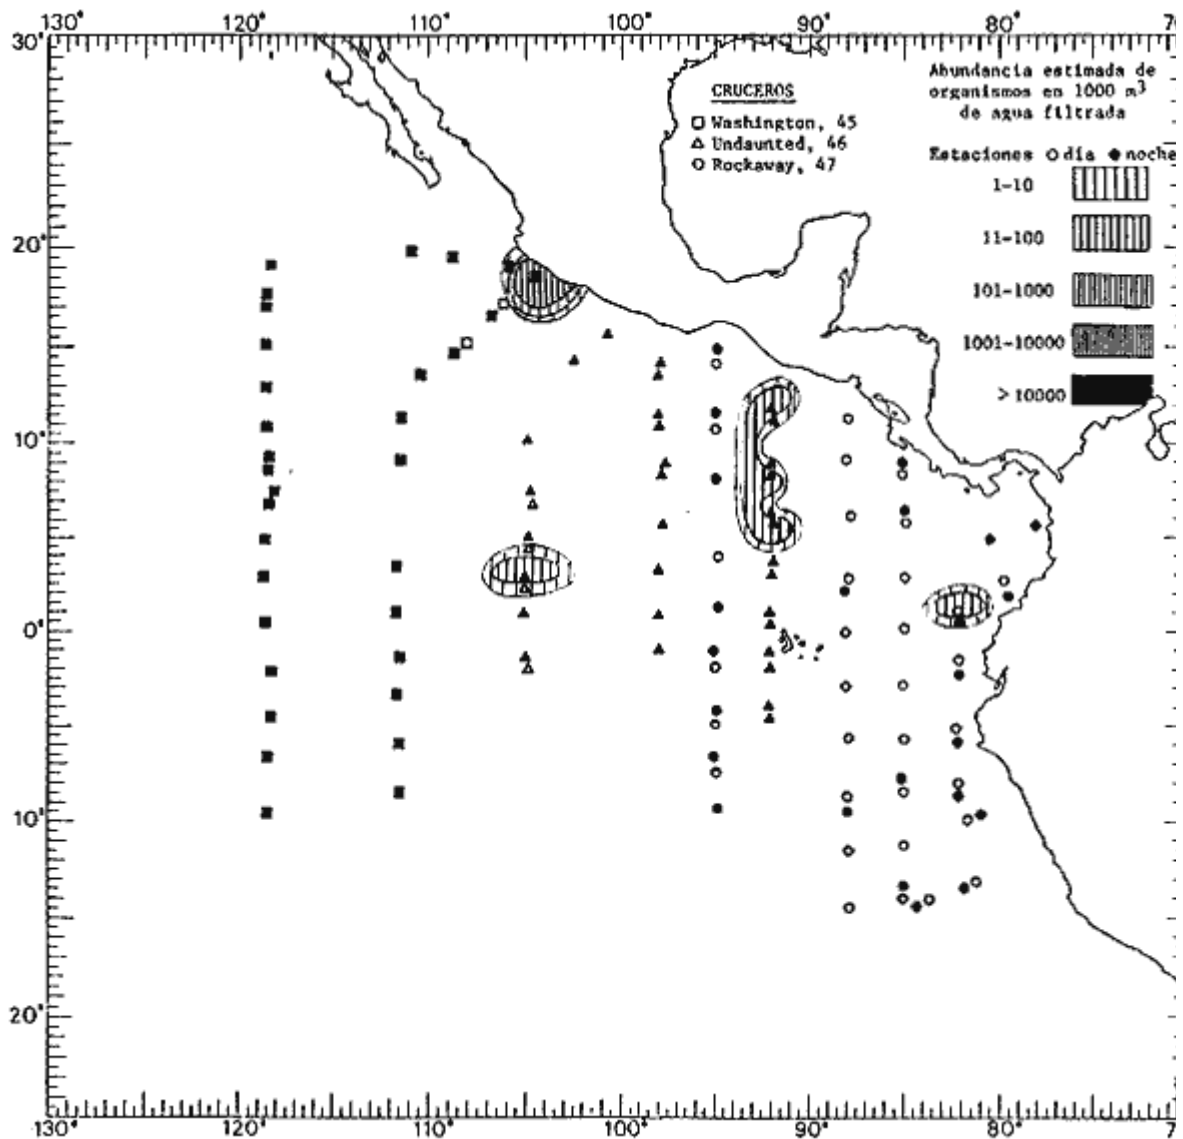 130° 120° 110° 100° 90° 80° 70
30°
CRUCEROS
Washington, 45
Undaunted, 46
Rockaway, 47
Abundancia estimada de
organismos en 1000 m³
de agua filtrada
Estaciones día noche
1-10
11-100
101-1000
1001-10000
>10000
20°
10°
0°
10°
20°
130° 120° 110° 100° 90° 80° 70